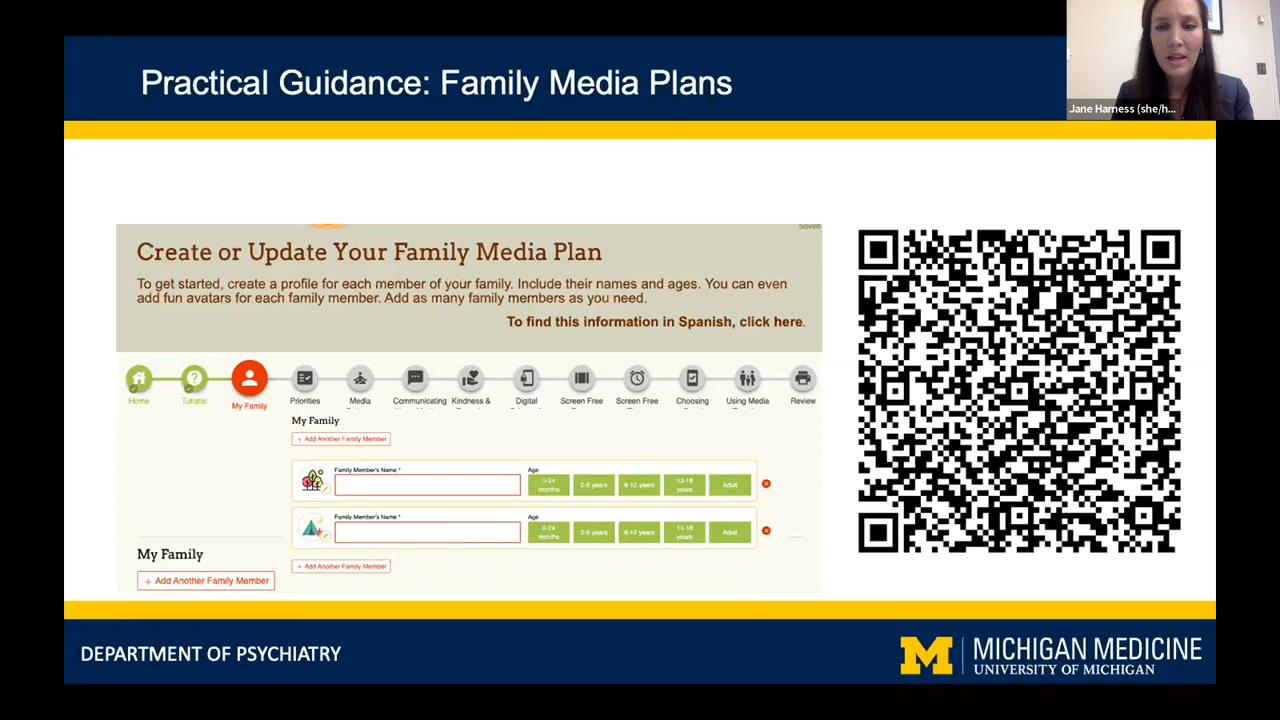 Practical Guidance: Family Media Plans
Jane Harness (she/h...
Saved
Create or Update Your Family Media Plan
To get started, create a profile for each member of your family. Include their names and ages. You can even
add fun avatars for each family member. Add as many family members as you need.
To find this information in Spanish, click here.
Home
Tutorial
My Family
Priorities
Media
Communicating
Kindness &
Digital
Screen Free
Screen Free
Choosing
Using Media
Review
My Family
+ Add Another Family Member
Family Member's Name *
Age
0-24 months
2-5 years
6-12 years
13-18 years
Adult
Family Member's Name *
Age
0-24 months
2-5 years
6-12 years
13-18 years
Adult
+ Add Another Family Member
My Family
+ Add Another Family Member
DEPARTMENT OF PSYCHIATRY
M
MICHIGAN MEDICINE
UNIVERSITY OF MICHIGAN